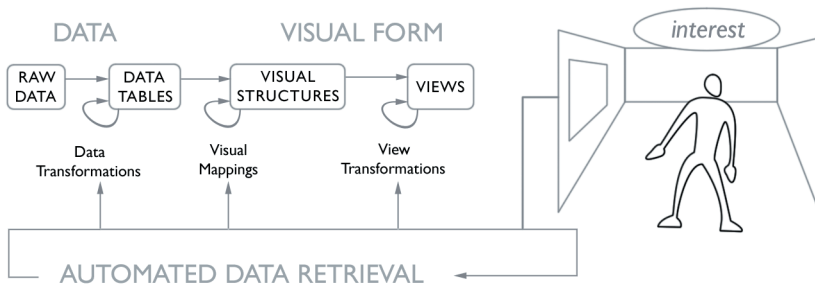 DATA
VISUAL FORM
interest
RAW
DATA
DATA
TABLES
VISUAL
STRUCTURES
VIEWS
Data
Transformations
Visual
Mappings
View
Transformations
AUTOMATED DATA RETRIEVAL